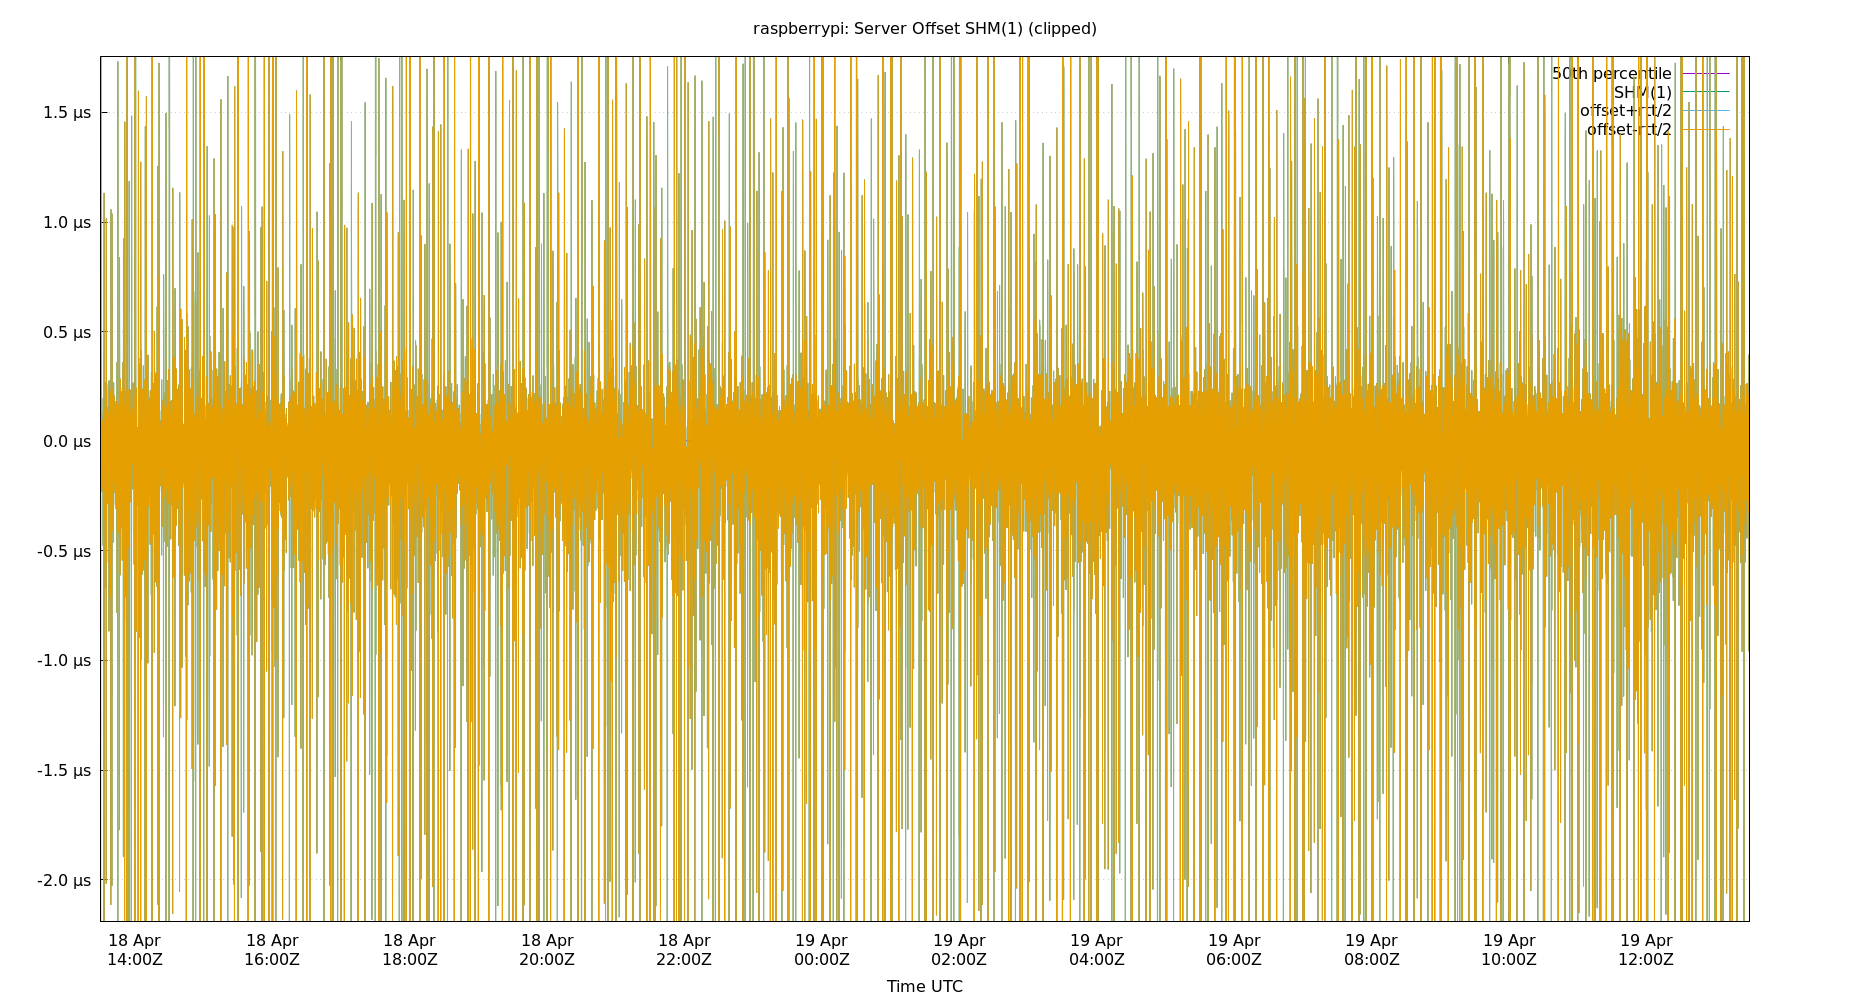 raspberrypi: Server Offset SHM(1) (clipped)
50th percentile
SHM(1)
offset+rtt/2
offset-rtt/2
1.5 µs
1.0 µs
0.5 µs
0.0 µs
-0.5 µs
-1.0 µs
-1.5 µs
-2.0 µs
18 Apr 18 Apr 18 Apr 18 Apr 18 Apr 19 Apr 19 Apr 19 Apr 19 Apr 19 Apr 19 Apr 19 Apr
14:00Z 16:00Z 18:00Z 20:00Z 22:00Z 00:00Z 02:00Z 04:00Z 06:00Z 08:00Z 10:00Z 12:00Z
Time UTC